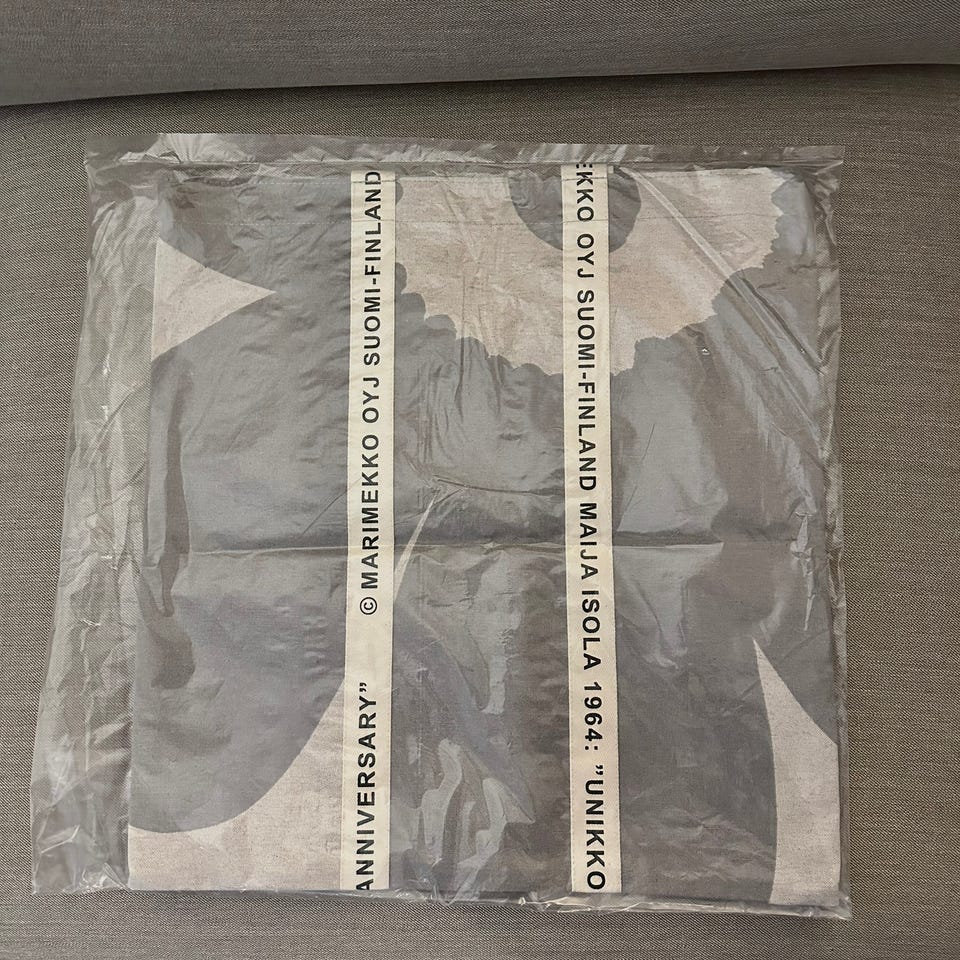 ANNIVERSARY” © MARIMEKKO OYJ SUOMI-FINLAND
EKKO OYJ SUOMI-FINLAND MAIJA ISOLA 1964: ”UNIKKO